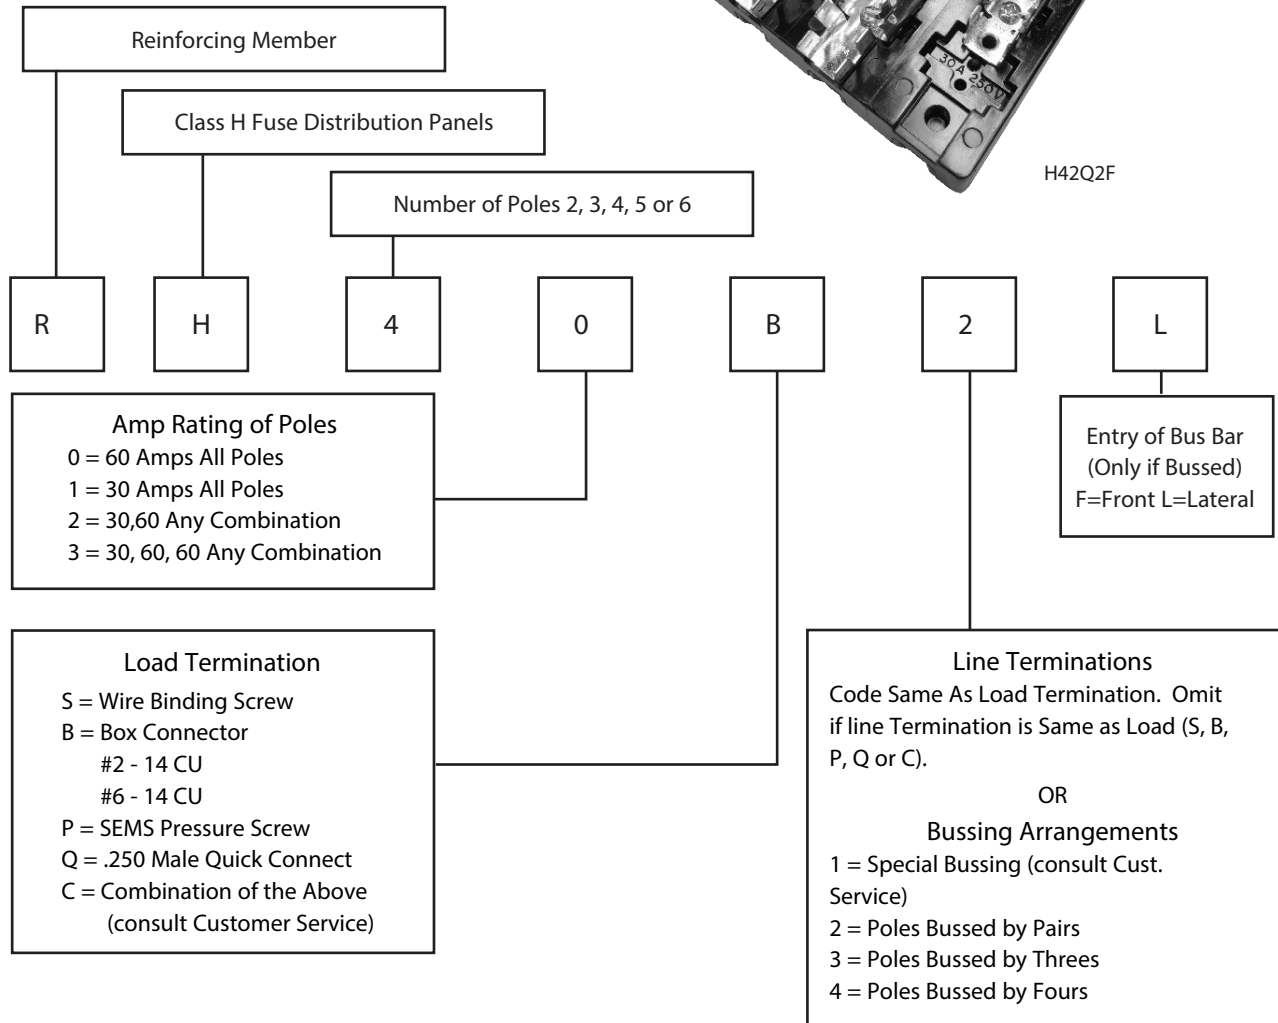 Reinforcing Member
Class H Fuse Distribution Panels
Number of Poles 2, 3, 4, 5 or 6
30A 250V
H42Q2F
R H 4 0 B 2 L
Amp Rating of Poles
0 = 60 Amps All Poles
1 = 30 Amps All Poles
2 = 30,60 Any Combination
3 = 30, 60, 60 Any Combination
Entry of Bus Bar
(Only if Bussed)
F=Front L=Lateral
Load Termination
S = Wire Binding Screw
B = Box Connector
#2 - 14 CU
#6 - 14 CU
P = SEMS Pressure Screw
Q = .250 Male Quick Connect
C = Combination of the Above
(consult Customer Service)
Line Terminations
Code Same As Load Termination. Omit
if line Termination is Same as Load (S, B,
P, Q or C).
OR
Bussing Arrangements
1 = Special Bussing (consult Cust.
Service)
2 = Poles Bussed by Pairs
3 = Poles Bussed by Threes
4 = Poles Bussed by Fours